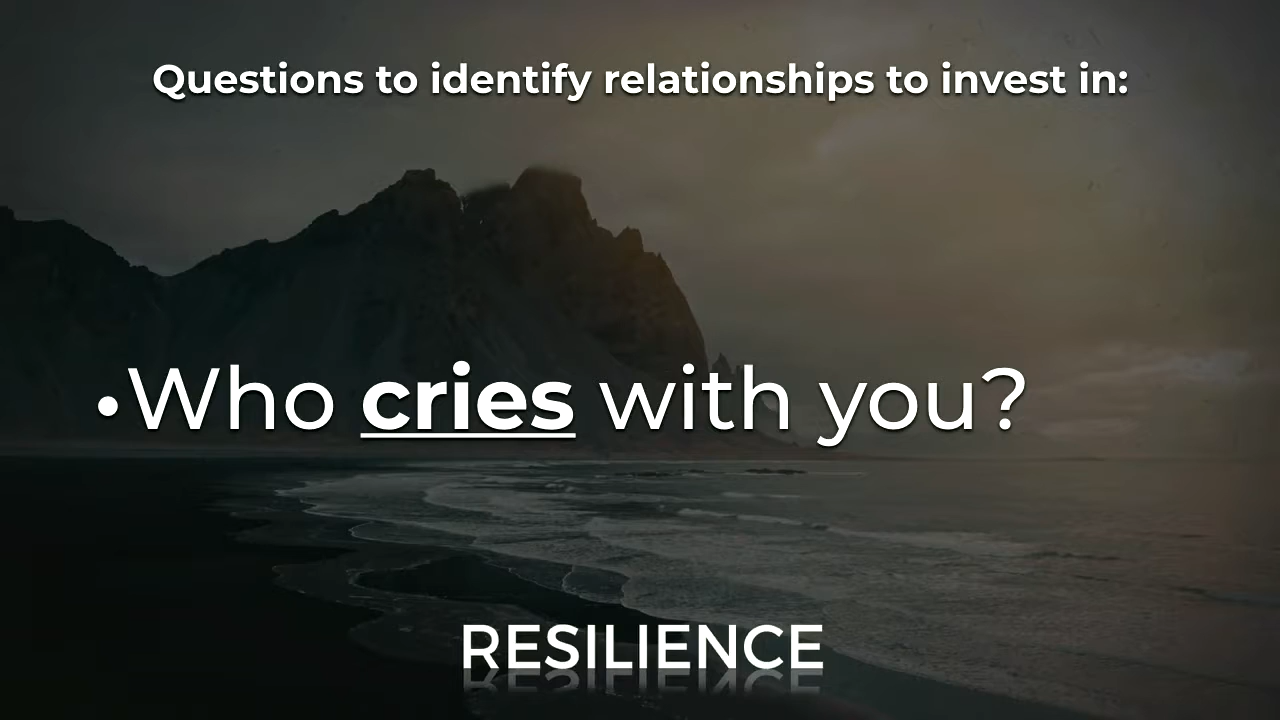 Questions to identify relationships to invest in:
•Who cries with you?
RESILIENCE